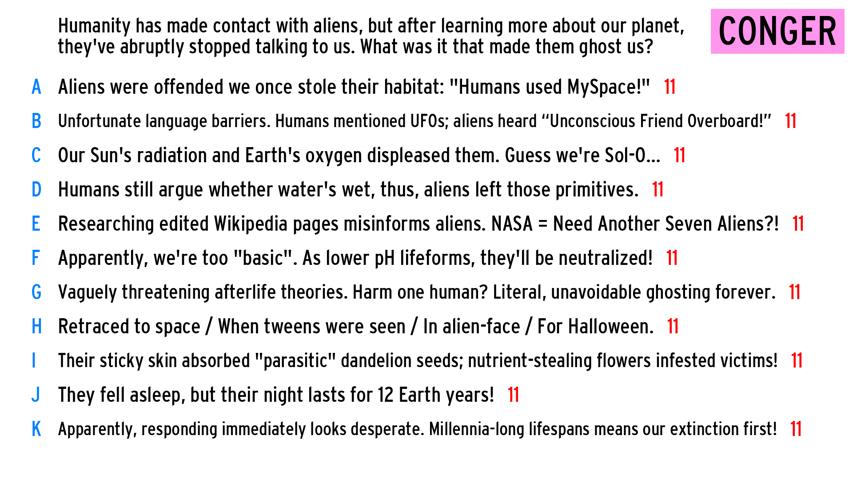 Humanity has made contact with aliens, but after learning more about our planet,
they've abruptly stopped talking to us. What was it that made them ghost us?
CONGER
A Aliens were offended we once stole their habitat: "Humans used MySpace!" 11
B Unfortunate language barriers. Humans mentioned UFOs; aliens heard “Unconscious Friend Overboard!” 11
C Our Sun's radiation and Earth's oxygen displeased them. Guess we're Sol-O... 11
D Humans still argue whether water's wet, thus, aliens left those primitives. 11
E Researching edited Wikipedia pages misinforms aliens. NASA = Need Another Seven Aliens?! 11
F Apparently, we're too "basic". As lower pH lifeforms, they'll be neutralized! 11
G Vaguely threatening afterlife theories. Harm one human? Literal, unavoidable ghosting forever. 11
H Retraced to space / When tweens were seen / In alien-face / For Halloween. 11
I Their sticky skin absorbed "parasitic" dandelion seeds; nutrient-stealing flowers infested victims! 11
J They fell asleep, but their night lasts for 12 Earth years! 11
K Apparently, responding immediately looks desperate. Millennia-long lifespans means our extinction first! 11